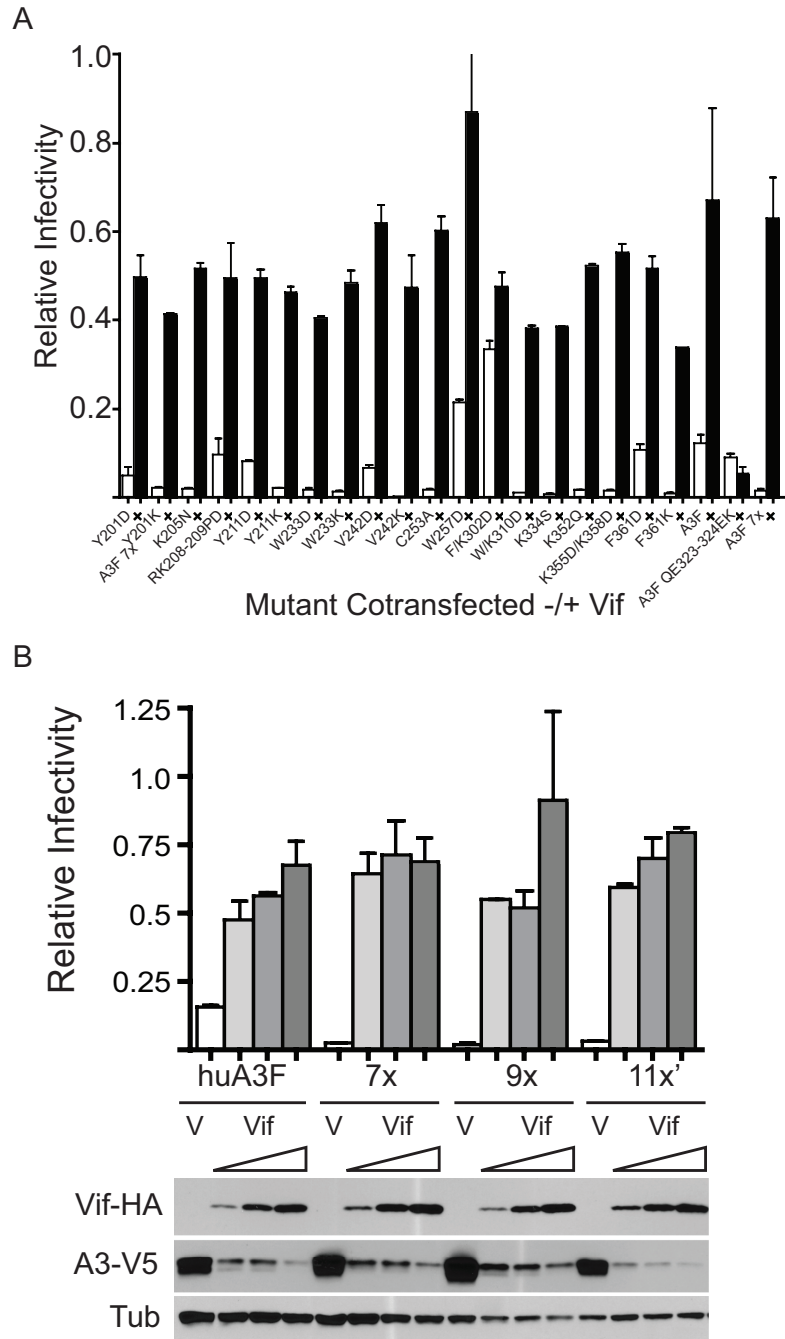 A
1.0
0.8
0.6
0.4
0.2
Relative Infectivity
Y201D
A3F 7x Y201K
K205N
RK208-209PD
Y211D
Y211K
W233D
W233K
V242D
V242K
C253A
W257D
F/K302D
W/K310D
K334S
K352Q
K355D/K358D
F361D
F361K
A3F
A3F QE323-324EK
A3F 7x
Mutant Cotransfected -/+ Vif
B
1.25
1.0
0.75
0.5
0.25
Relative Infectivity
huA3F 7x 9x 11x’
V Vif V Vif V Vif V Vif
Vif-HA
A3-V5
Tub